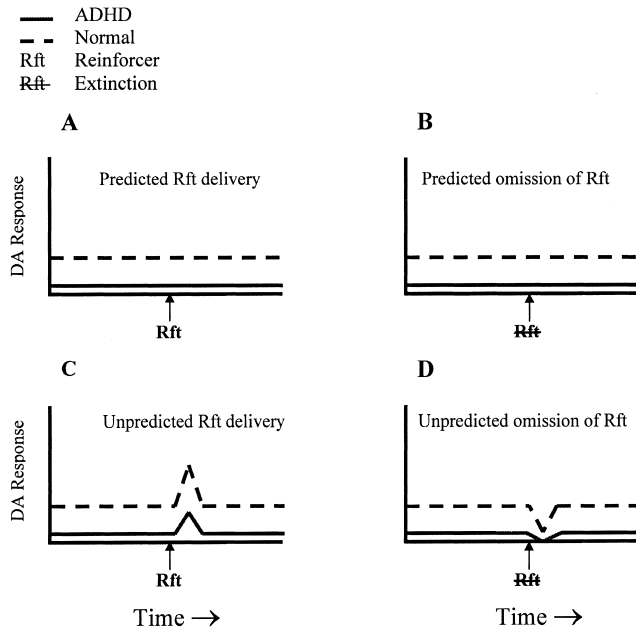 ADHD
Normal
Rft Reinforcer
Rft Extinction
A
B
DA Response
Predicted Rft delivery
Predicted omission of Rft
Rft
Rft
C
D
DA Response
Unpredicted Rft delivery
Unpredicted omission of Rft
Rft
Rft
Time →
Time →